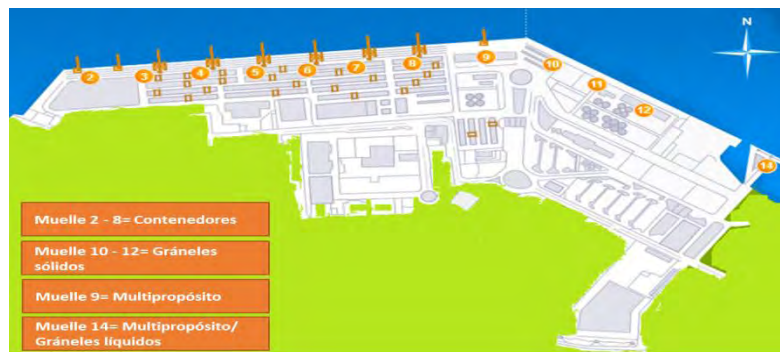 N
2
3
4
5
6
7
8
9
10
11
12
14
Muelle 2 - 8= Contenedores
Muelle 10 - 12= Gráneles
sólidos
Muelle 9= Multipropósito
Muelle 14= Multipropósito/
Gráneles líquidos